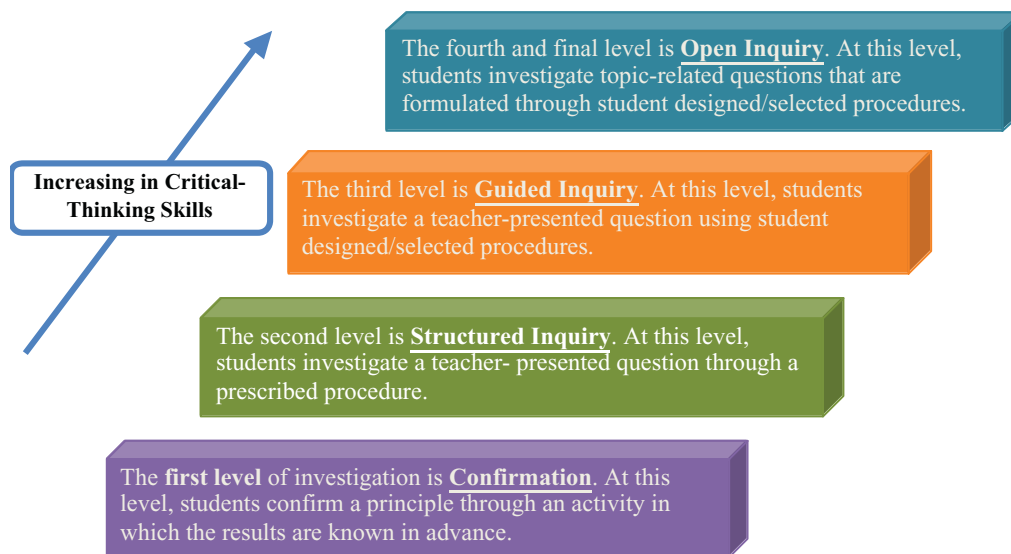 The fourth and final level is Open Inquiry. At this level,
students investigate topic-related questions that are
formulated through student designed/selected procedures.
Increasing in Critical-
Thinking Skills
The third level is Guided Inquiry. At this level, students
investigate a teacher-presented question using student
designed/selected procedures.
The second level is Structured Inquiry. At this level,
students investigate a teacher- presented question through a
prescribed procedure.
The first level of investigation is Confirmation. At this
level, students confirm a principle through an activity in
which the results are known in advance.